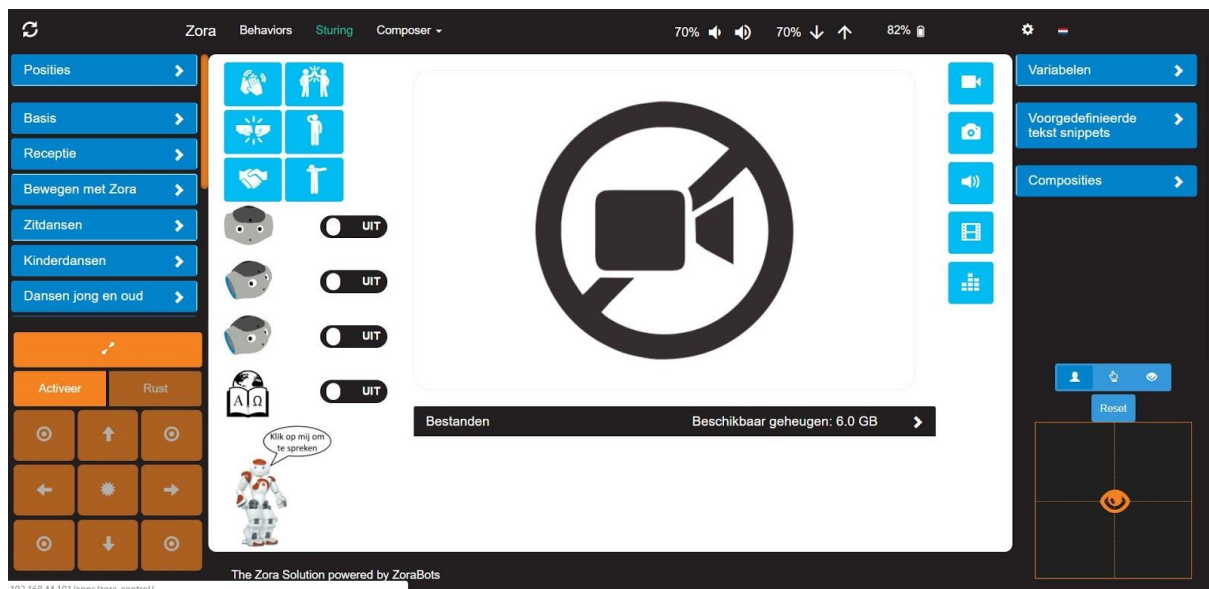 Zora Behaviors Sturing Composer
70% 70% 82%
Posities
Basis
Receptie
Bewegen met Zora
Zitdansen
Kinderdansen
Dansen jong en oud
Activeer Rust
UIT
UIT
UIT
UIT
A Ω
Klik op mij om
te spreken
Bestanden Beschikbaar geheugen: 6.0 GB
Variabelen
Voorgedefinieerde
tekst snippets
Composities
Reset
The Zora Solution powered by ZoraBots